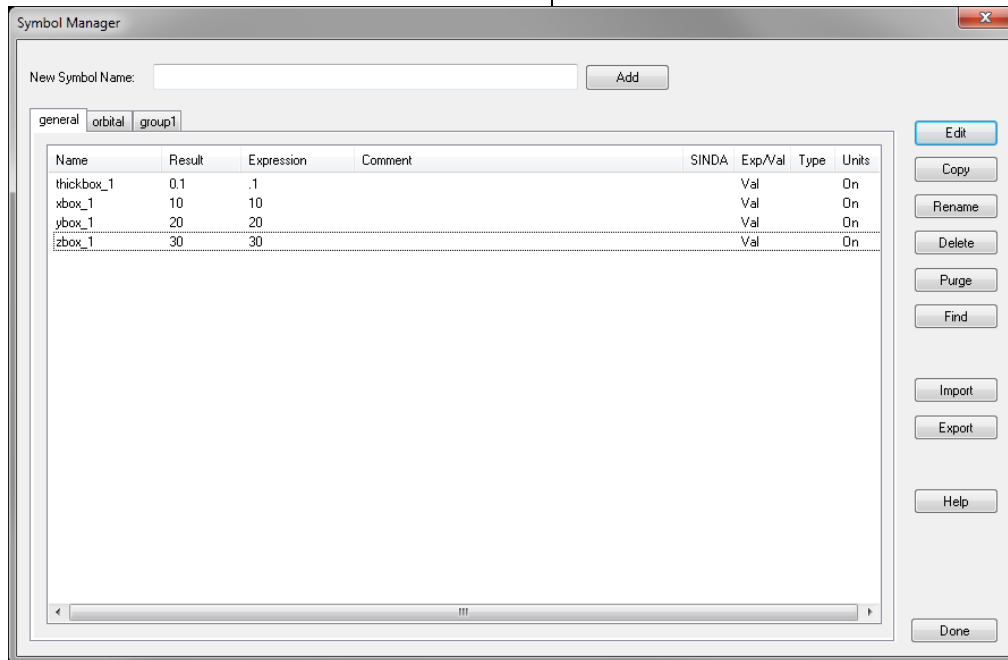 Symbol Manager
New Symbol Name: Add
general orbital group1
Name Result Expression Comment SINDA Exp/Val Type Units
thickbox_1 0.1 .1 Val On
xbox_1 10 10 Val On
ybox_1 20 20 Val On
zbox_1 30 30 Val On
Edit
Copy
Rename
Delete
Purge
Find
Import
Export
Help
Done